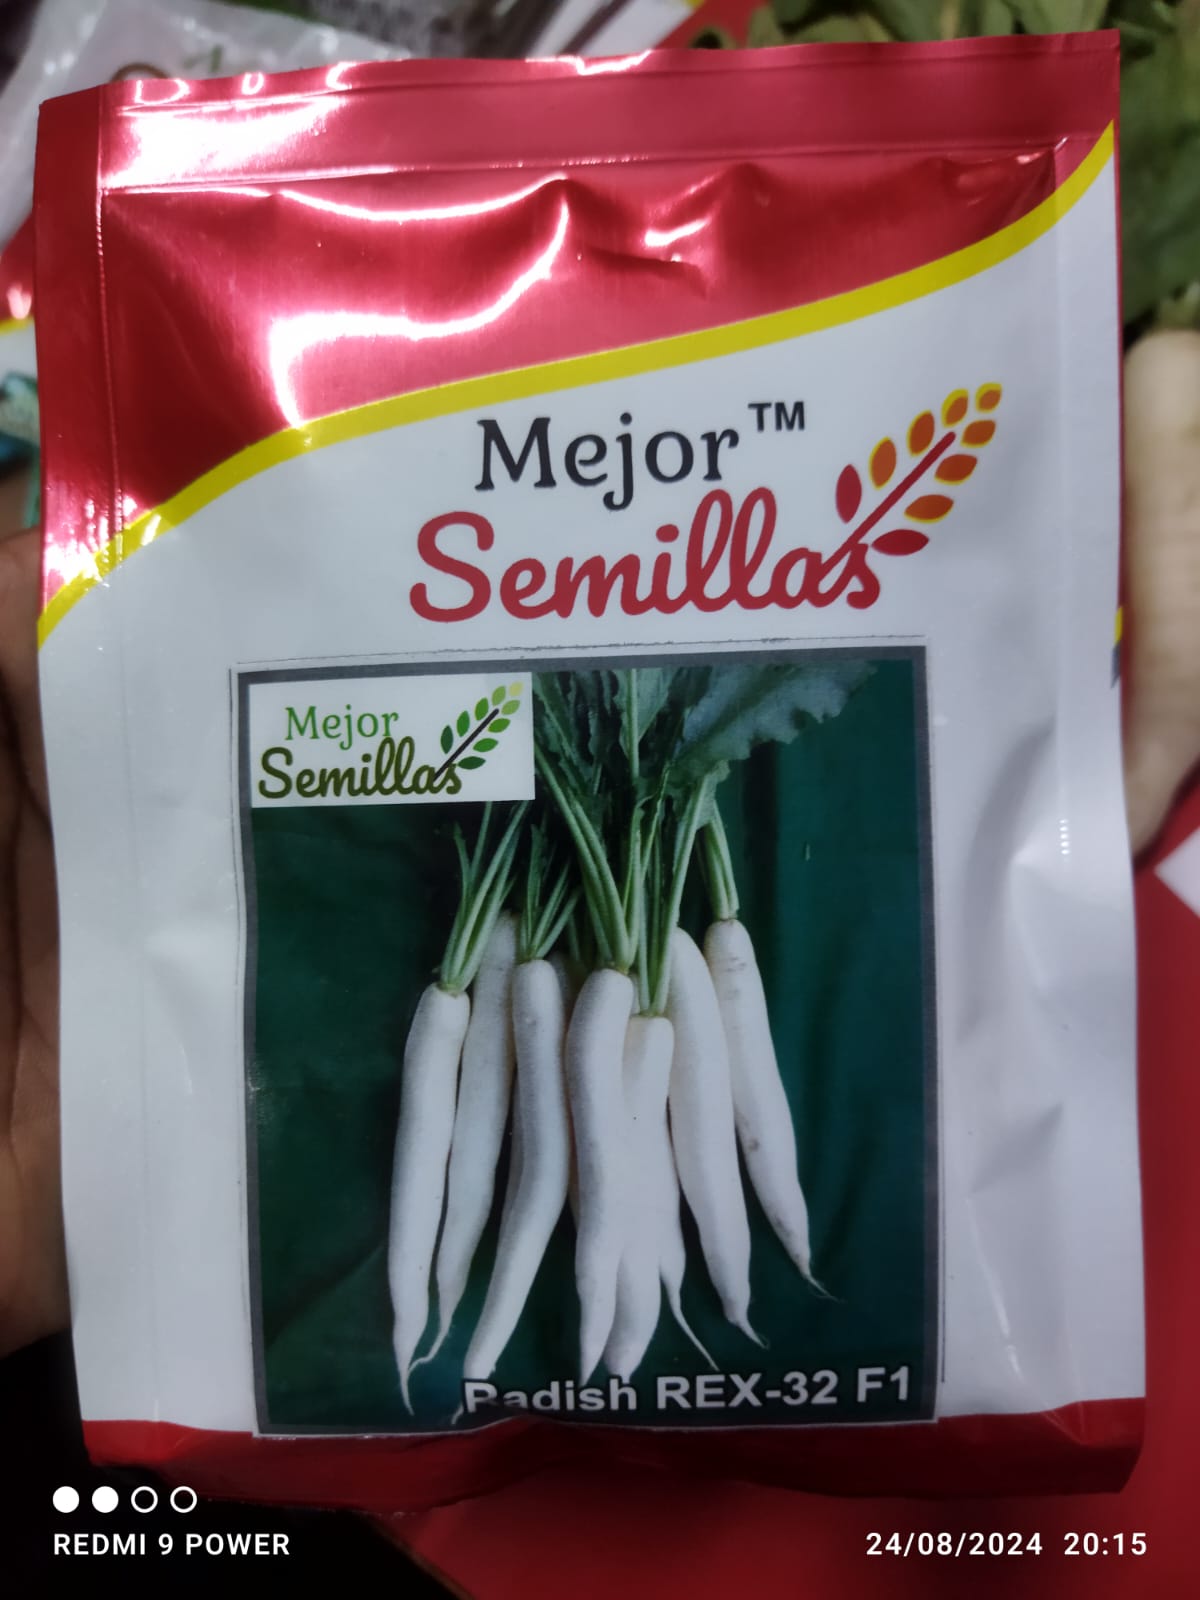 Mejor™
Semillas
Mejor
Semillas
Radish REX-32 F1
REDMI 9 POWER
24/08/2024 20:15